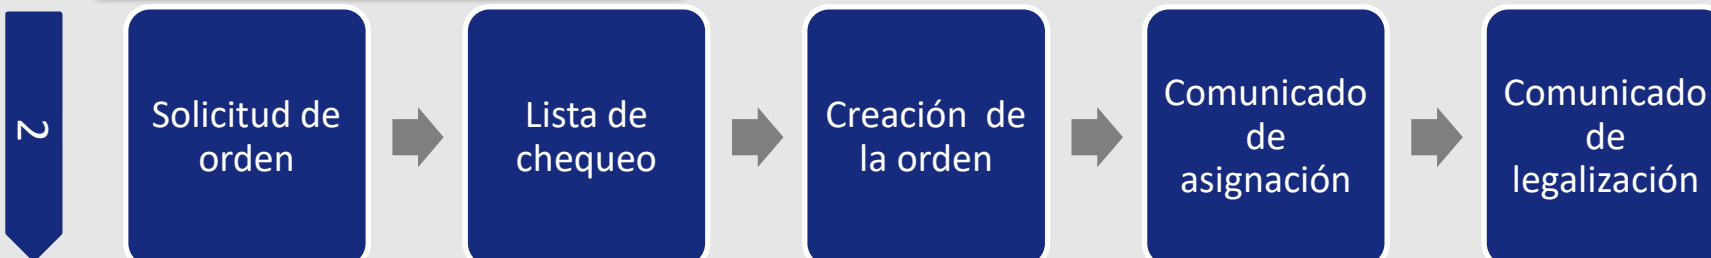 2
Solicitud de
orden
Lista de
chequeo
Creación  de
la orden
Comunicado
de
asignación
Comunicado
de
legalización